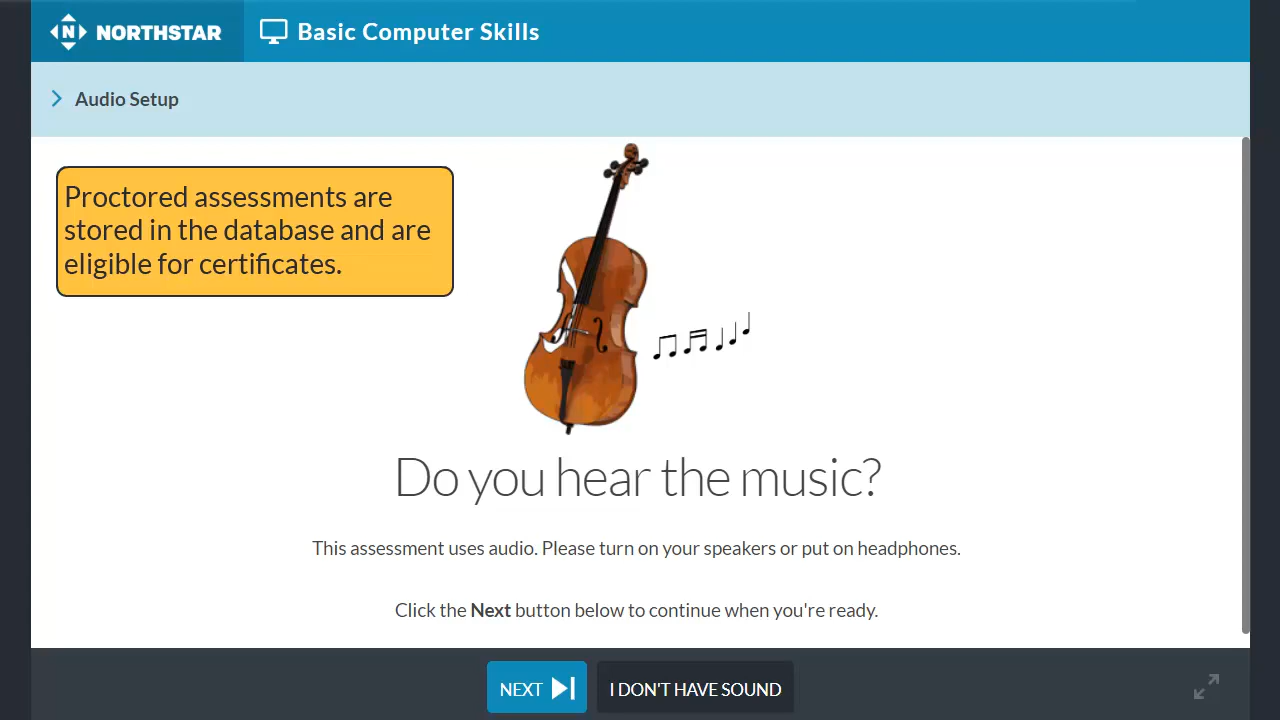 N NORTHSTAR
Basic Computer Skills
Audio Setup
Proctored assessments are
stored in the database and are
eligible for certificates.
Do you hear the music?
This assessment uses audio. Please turn on your speakers or put on headphones.
Click the Next button below to continue when you're ready.
NEXT
I DON'T HAVE SOUND